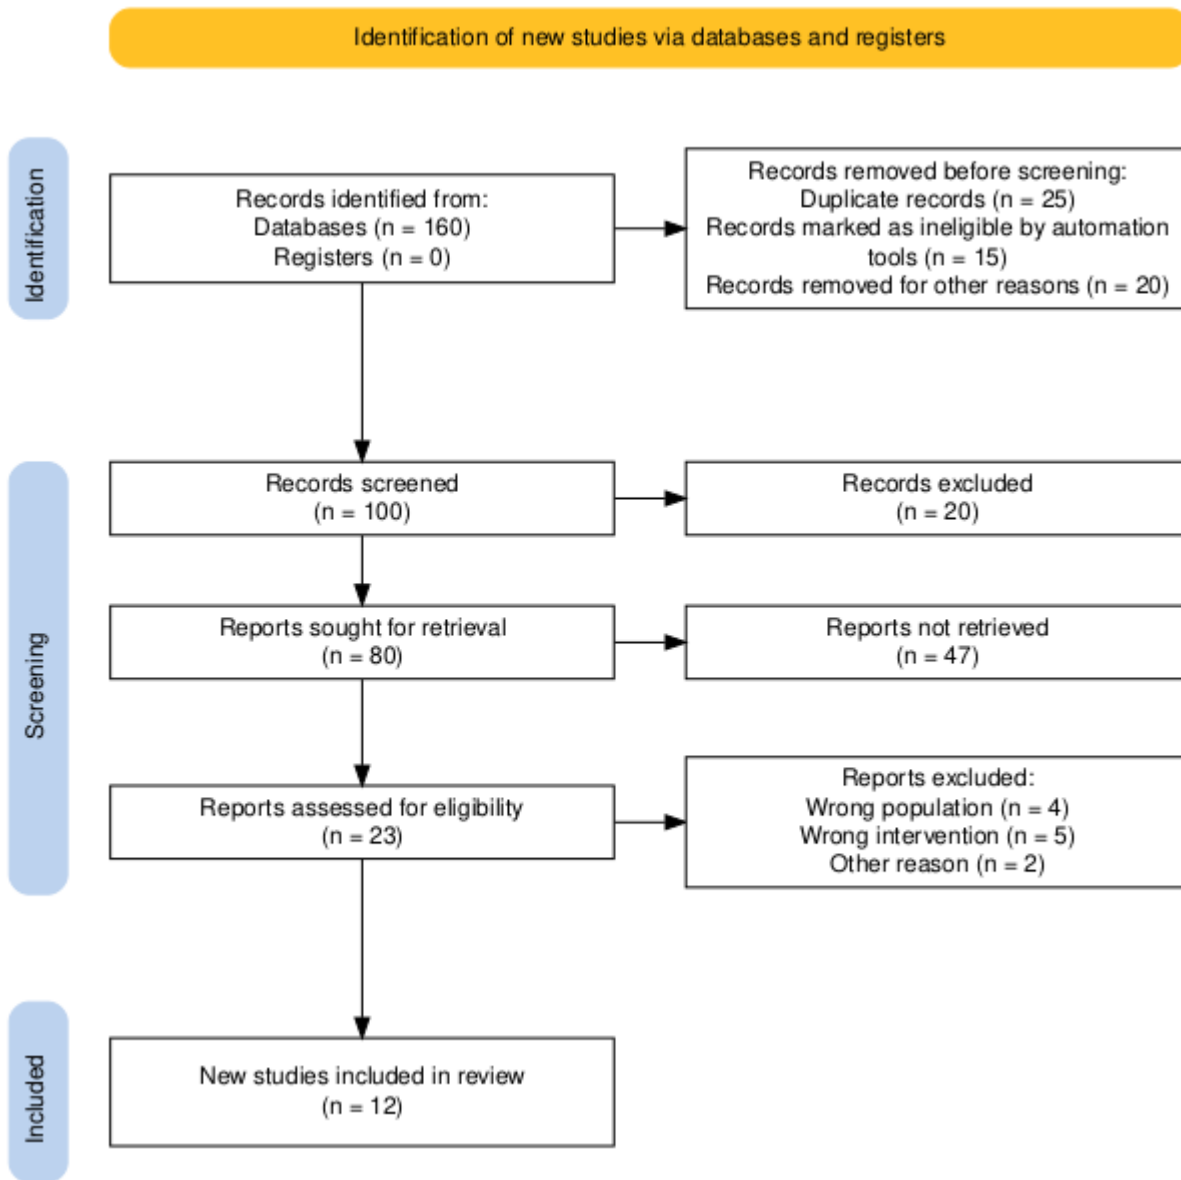 Identification of new studies via databases and registers
Identification
Records identified from:
Databases (n = 160)
Registers (n = 0)
Records removed before screening:
Duplicate records (n = 25)
Records marked as ineligible by automation
tools (n = 15)
Records removed for other reasons (n = 20)
Screening
Records screened
(n = 100)
Records excluded
(n = 20)
Reports sought for retrieval
(n = 80)
Reports not retrieved
(n = 47)
Reports assessed for eligibility
(n = 23)
Reports excluded:
Wrong population (n = 4)
Wrong intervention (n = 5)
Other reason (n = 2)
Included
New studies included in review
(n = 12)